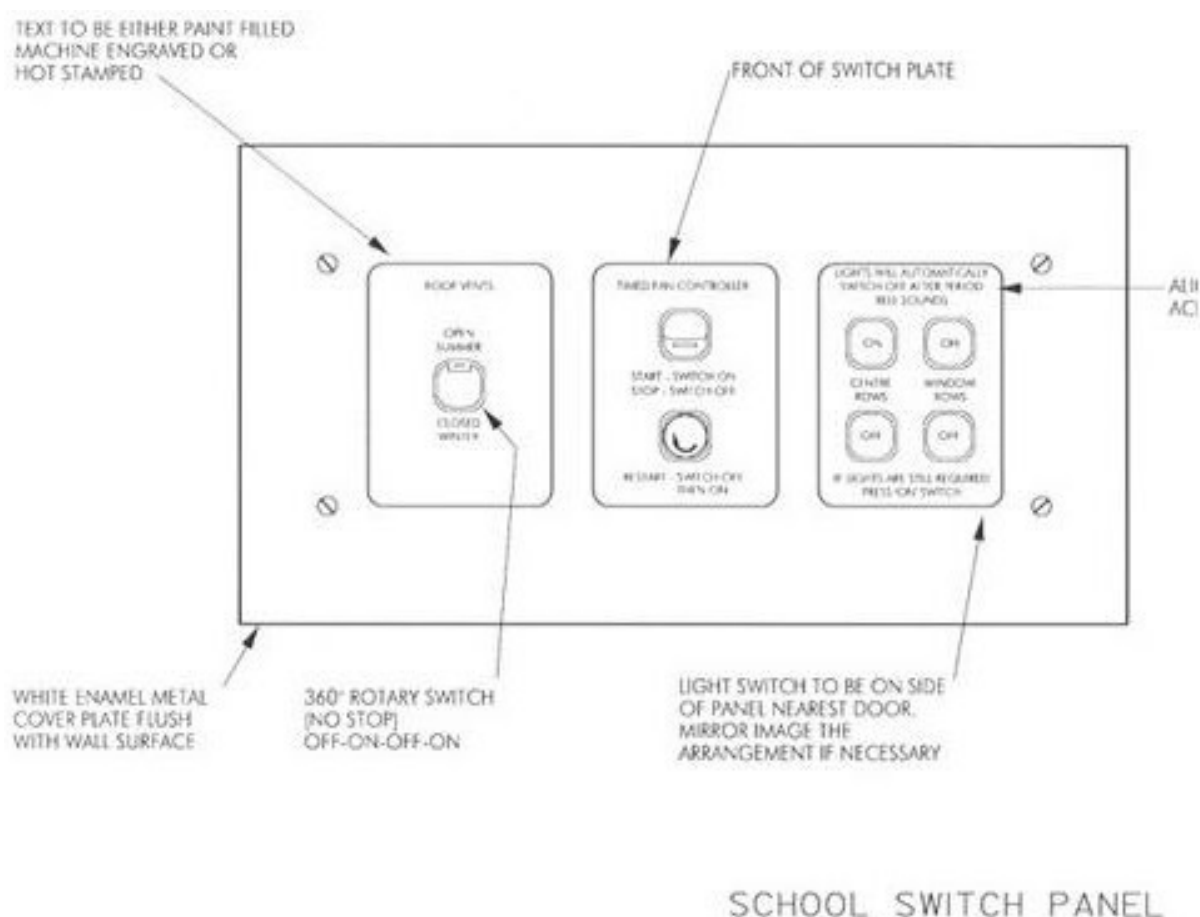 TEXT TO BE EITHER PAINT FILLED
MACHINE ENGRAVED OR
HOT STAMPED
FRONT OF SWITCH PLATE
ROOF VENTS
OPEN
SUMMER
CLOSED
WINTER
TIMED FAN CONTROLLER
START - SWITCH ON
STOP - SWITCH OFF
RESTART - SWITCH OFF
THEN ON
LIGHTS WILL AUTOMATICALLY
SWITCH OFF AFTER PERIOD
BELL SOUNDS
ON
CENTRE
ROWS
WINDOW
ROWS
IF LIGHTS ARE STILL REQUIRED
PRESS 'ON' SWITCH
WHITE ENAMEL METAL
COVER PLATE FLUSH
WITH WALL SURFACE
360° ROTARY SWITCH
(NO STOP)
OFF-ON-OFF-ON
LIGHT SWITCH TO BE ON SIDE
OF PANEL NEAREST DOOR.
MIRROR IMAGE THE
ARRANGEMENT IF NECESSARY
SCHOOL SWITCH PANEL